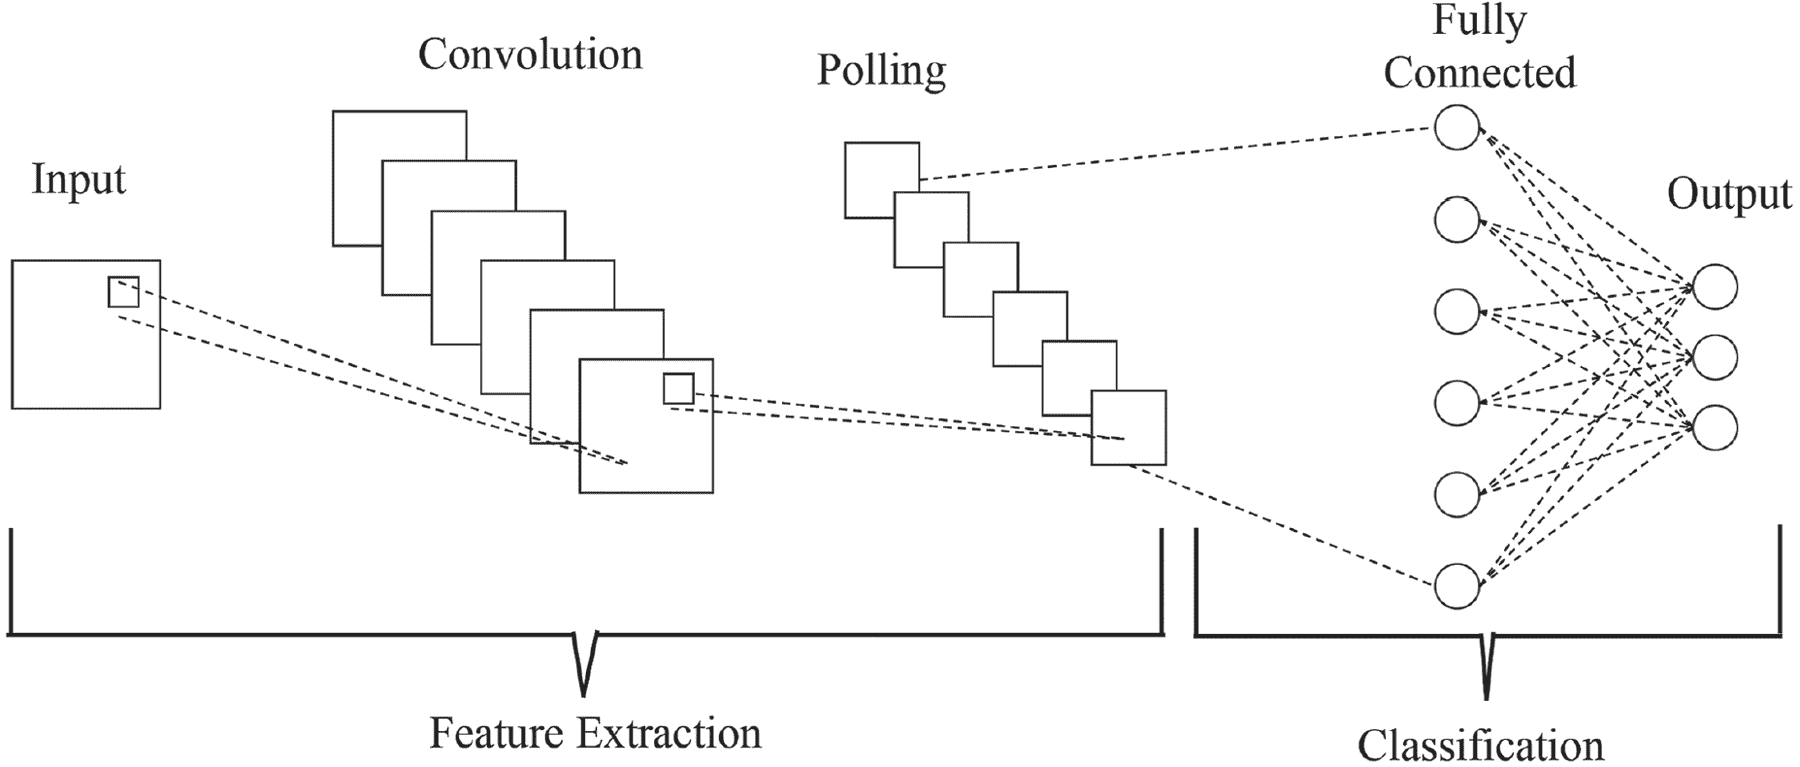 Input
Convolution
Polling
Fully
Connected
Output
Feature Extraction
Classification